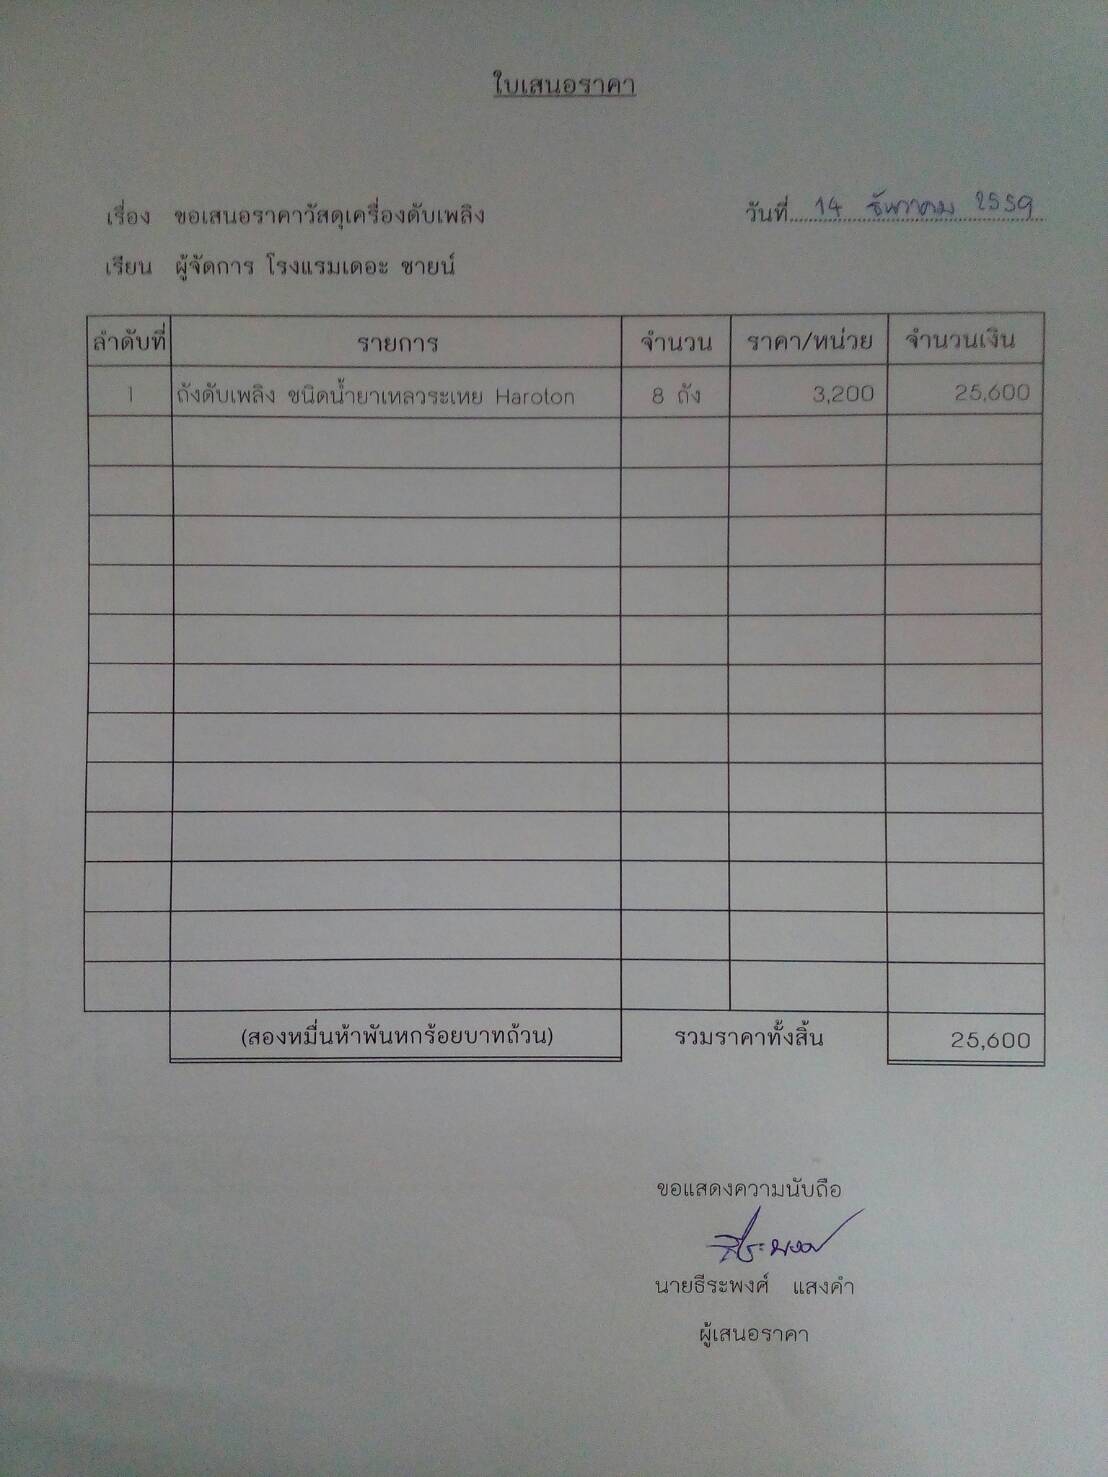 ใบเสนอราคา
เรื่อง ขอเสนอราคาวัสดุเครื่องดับเพลิง วันที่ 14 ธันวาคม 2559
เรียน ผู้จัดการ โรงแรมเดอะ ชายน์
ลำดับที่ รายการ จำนวน ราคา/หน่วย จำนวนเงิน
1 ถังดับเพลิง ชนิดน้ำยาเหลวระเหย Haroton 8 ถัง 3,200 25,600
(สองหมื่นห้าพันหกร้อยบาทถ้วน) รวมราคาทั้งสิ้น 25,600
ขอแสดงความนับถือ
ธีระพงศ์
นายธีระพงศ์ แสงคำ
ผู้เสนอราคา